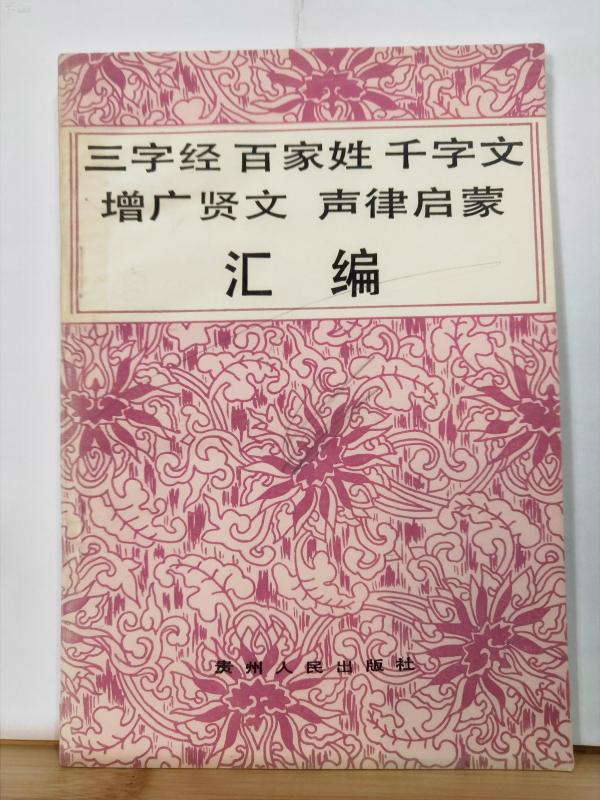 三字经 百家姓 千字文
增广贤文 声律启蒙
汇 编
贵州人民出版社